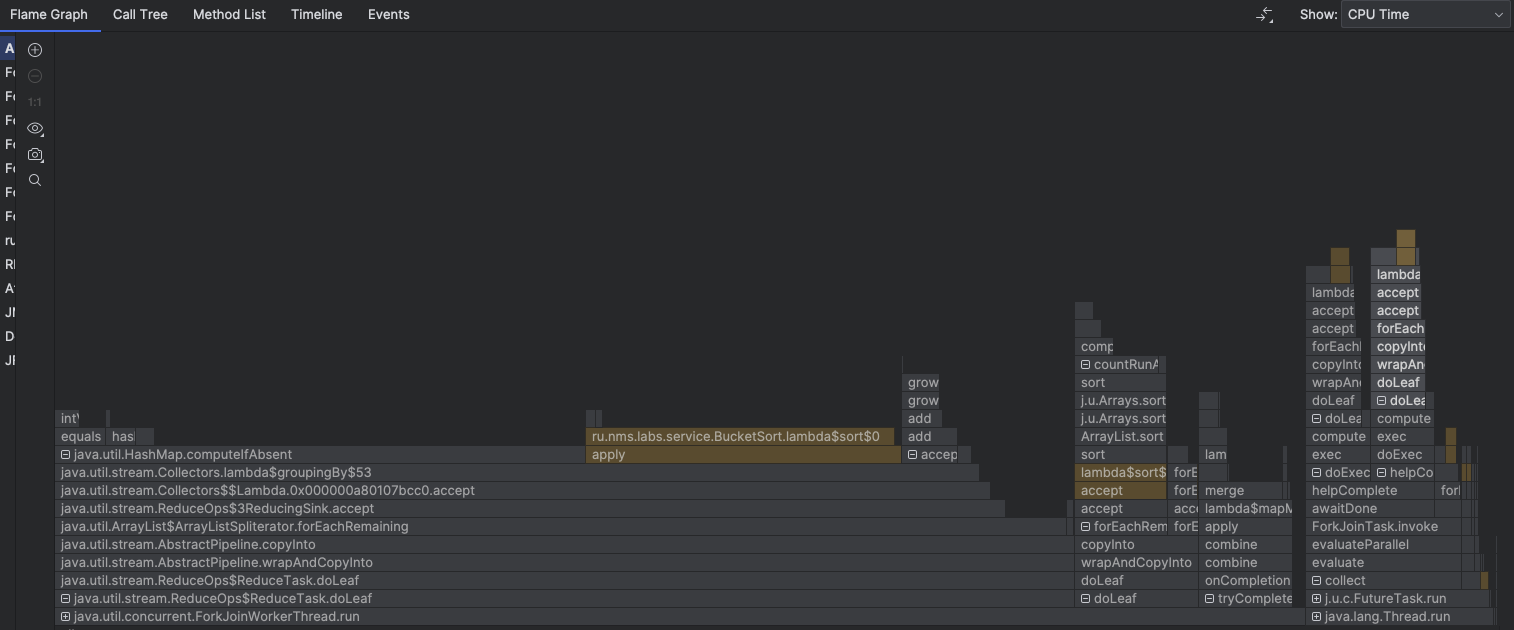 Flame Graph Call Tree Method List Timeline Events Show: CPU Time
A
Fo
Fo
Fo
Fo
Fo
Fo
Fo
ru
RI
JI
D
1:1
lambda
lambda accept
accept accept
accept forEach
comp forEachI copyInto
countRunA copyInto wrapAn
grow sort wrapAn doLeaf
grow j.u.Arrays.sort doLeaf doLea
int add j.u.Arrays.sort doLea compute
equals has ru.nms.labs.service.BucketSort.lambda$sort$0 add ArrayList.sort compute exec
java.util.HashMap.computeIfAbsent apply accep sort lam exec doExec
java.util.stream.Collectors.lambda$groupingBy$53 lambda$sort$ forE doExec helpCo
java.util.stream.Collectors$$Lambda.0x000000a80107bcc0.accept accept forE merge helpComplete for
java.util.stream.ReduceOps$3ReducingSink.accept accept acc lambda$mapM awaitDone
java.util.ArrayList$ArrayListSpliterator.forEachRemaining forEachRem forE apply ForkJoinTask.invoke
java.util.stream.AbstractPipeline.copyInto copyInto combine evaluateParallel
java.util.stream.AbstractPipeline.wrapAndCopyInto wrapAndCopyInto combine evaluate
java.util.stream.ReduceOps$ReduceTask.doLeaf doLeaf onCompletion collect
java.util.stream.ReduceOps$ReduceTask.doLeaf doLeaf tryComplete j.u.c.FutureTask.run
java.util.concurrent.ForkJoinWorkerThread.run java.lang.Thread.run